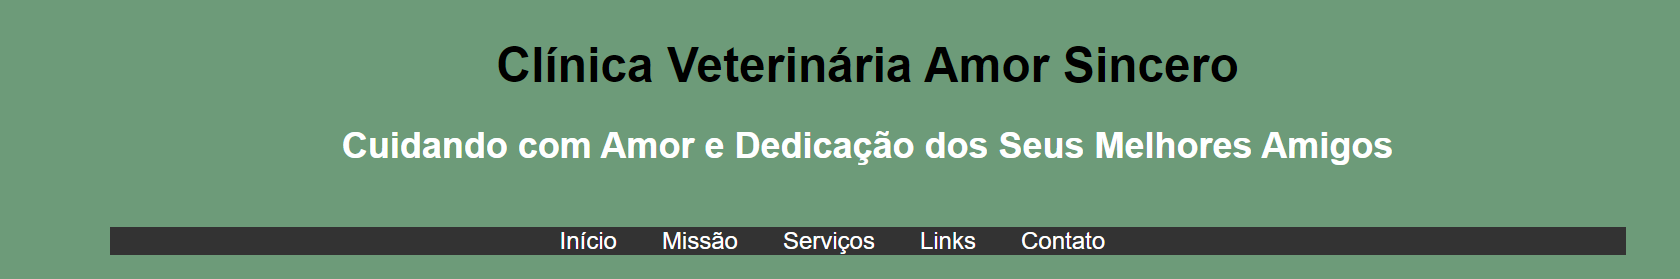 Clínica Veterinária Amor Sincero
Cuidando com Amor e Dedicação dos Seus Melhores Amigos
Início Missão Serviços Links Contato